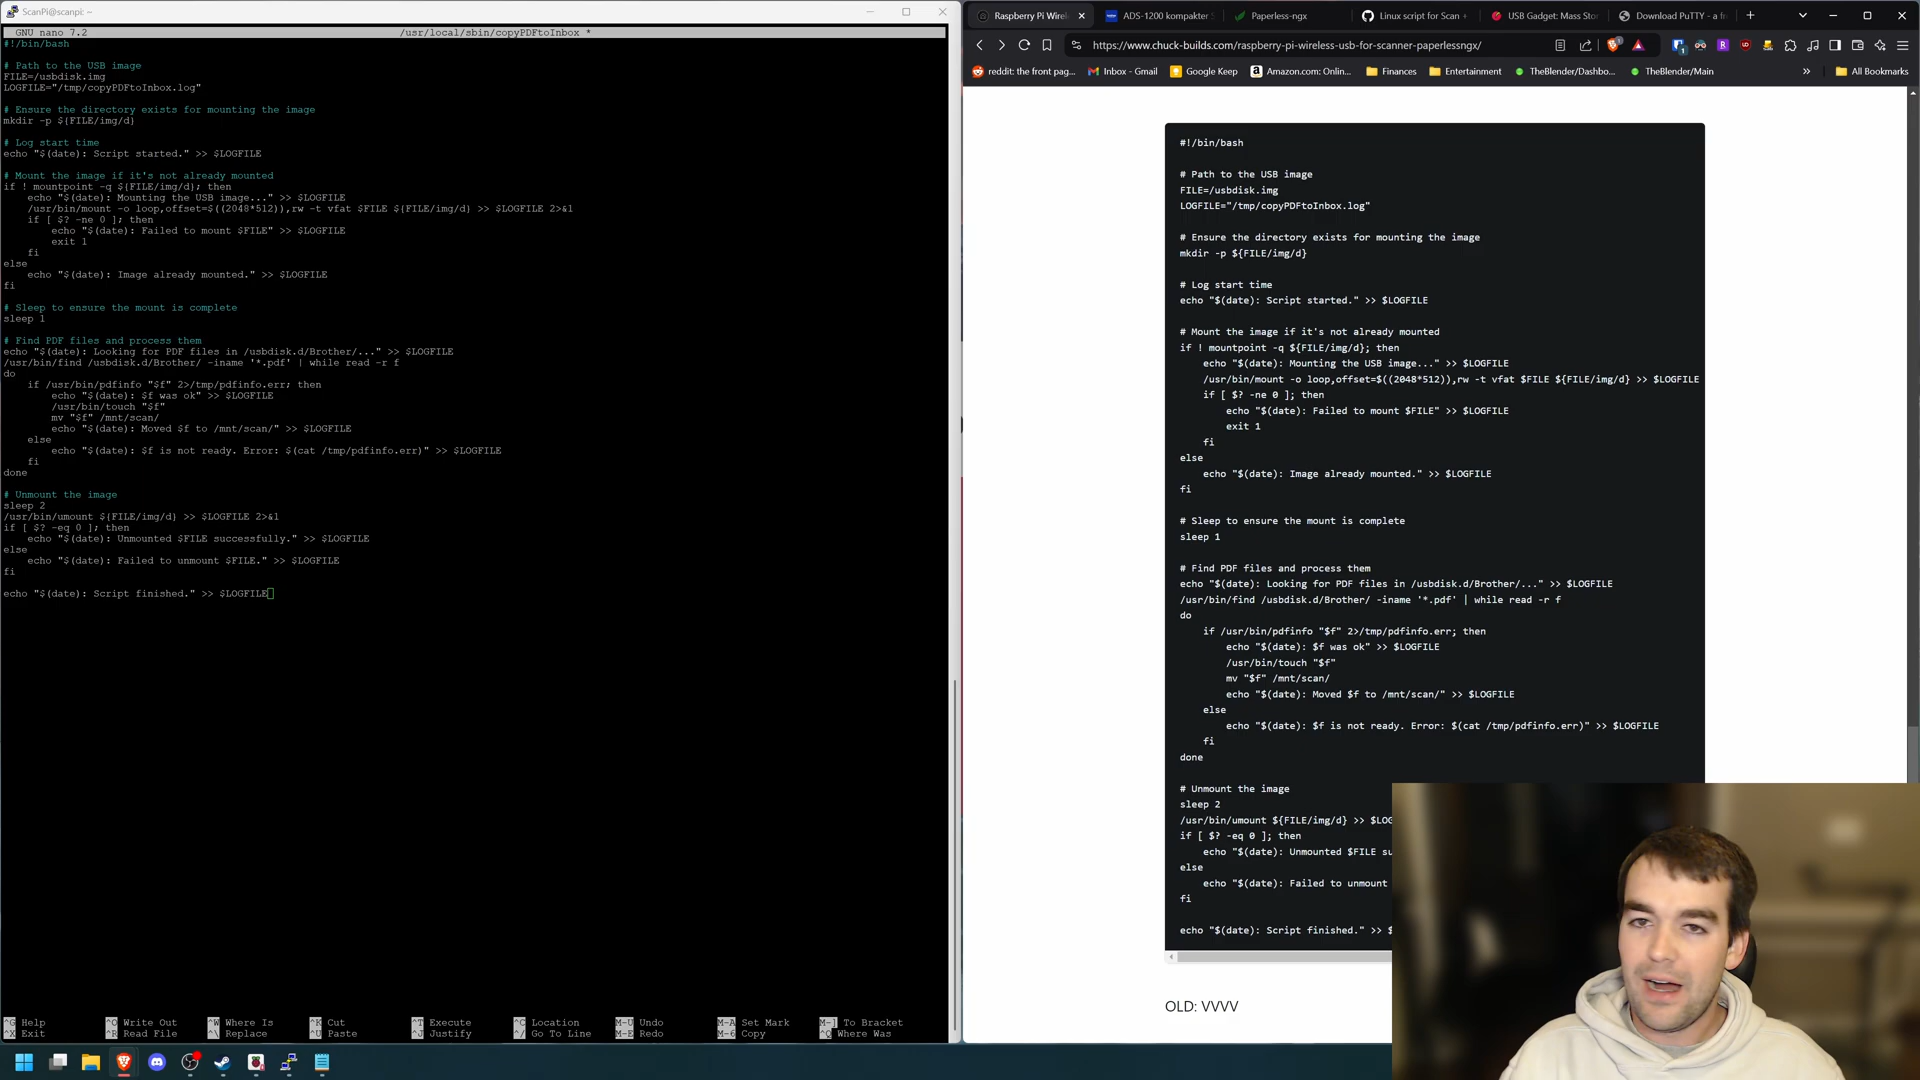 ScanPi@scanpi: ~
GNU nano 7.2 /usr/local/sbin/copyPDFtoInbox *
#!/bin/bash
# Path to the USB image
FILE=/usbdisk.img
LOGFILE="/tmp/copyPDFtoInbox.log"
# Ensure the directory exists for mounting the image
mkdir -p ${FILE/img/d}
# Log start time
echo "$(date): Script started." >> $LOGFILE
# Mount the image if it's not already mounted
if ! mountpoint -q ${FILE/img/d}; then
echo "$(date): Mounting the USB image..." >> $LOGFILE
/usr/bin/mount -o loop,offset=$((2048*512)),rw -t vfat $FILE ${FILE/img/d} >> $LOGFILE 2>&1
if [ $? -ne 0 ]; then
echo "$(date): Failed to mount $FILE" >> $LOGFILE
exit 1
fi
else
echo "$(date): Image already mounted." >> $LOGFILE
fi
# Sleep to ensure the mount is complete
sleep 1
# Find PDF files and process them
echo "$(date): Looking for PDF files in /usbdisk.d/Brother/..." >> $LOGFILE
/usr/bin/find /usbdisk.d/Brother/ -iname '*.pdf' | while read -r f
do
if /usr/bin/pdfinfo "$f" 2>/tmp/pdfinfo.err; then
echo "$(date): $f was ok" >> $LOGFILE
/usr/bin/touch "$f"
mv "$f" /mnt/scan/
echo "$(date): Moved $f to /mnt/scan/" >> $LOGFILE
else
echo "$(date): $f is not ready. Error: $(cat /tmp/pdfinfo.err)" >> $LOGFILE
fi
done
# Unmount the image
sleep 2
/usr/bin/umount ${FILE/img/d} >> $LOGFILE 2>&1
if [ $? -eq 0 ]; then
echo "$(date): Unmounted $FILE successfully." >> $LOGFILE
else
echo "$(date): Failed to unmount $FILE." >> $LOGFILE
fi
echo "$(date): Script finished." >> $LOGFILE
^G Help ^O Write Out ^W Where Is ^K Cut ^T Execute ^C Location M-U Undo M-A Set Mark M-] To Bracket
^X Exit ^R Read File ^\ Replace ^U Paste ^J Justify ^/ Go To Line M-E Redo M-6 Copy ^Q Where Was
Raspberry Pi Wirel ADS-1200 kompakter Paperless-ngx Linux script for Scan + USB Gadget: Mass Stor Download PuTTY - a fr
https://www.chuck-builds.com/raspberry-pi-wireless-usb-for-scanner-paperlessngx/
reddit: the front pag... Inbox - Gmail Google Keep Amazon.com: Onlin... Finances Entertainment TheBlender/Dashbo... TheBlender/Main » All Bookmarks
#!/bin/bash
# Path to the USB image
FILE=/usbdisk.img
LOGFILE="/tmp/copyPDFtoInbox.log"
# Ensure the directory exists for mounting the image
mkdir -p ${FILE/img/d}
# Log start time
echo "$(date): Script started." >> $LOGFILE
# Mount the image if it's not already mounted
if ! mountpoint -q ${FILE/img/d}; then
echo "$(date): Mounting the USB image..." >> $LOGFILE
/usr/bin/mount -o loop,offset=$((2048*512)),rw -t vfat $FILE ${FILE/img/d} >> $LOGFILE
if [ $? -ne 0 ]; then
echo "$(date): Failed to mount $FILE" >> $LOGFILE
exit 1
fi
else
echo "$(date): Image already mounted." >> $LOGFILE
fi
# Sleep to ensure the mount is complete
sleep 1
# Find PDF files and process them
echo "$(date): Looking for PDF files in /usbdisk.d/Brother/..." >> $LOGFILE
/usr/bin/find /usbdisk.d/Brother/ -iname '*.pdf' | while read -r f
do
if /usr/bin/pdfinfo "$f" 2>/tmp/pdfinfo.err; then
echo "$(date): $f was ok" >> $LOGFILE
/usr/bin/touch "$f"
mv "$f" /mnt/scan/
echo "$(date): Moved $f to /mnt/scan/" >> $LOGFILE
else
echo "$(date): $f is not ready. Error: $(cat /tmp/pdfinfo.err)" >> $LOGFILE
fi
done
# Unmount the image
sleep 2
/usr/bin/umount ${FILE/img/d} >> $LOG
if [ $? -eq 0 ]; then
echo "$(date): Unmounted $FILE su
else
echo "$(date): Failed to unmount
fi
echo "$(date): Script finished." >> $
OLD: VVVV